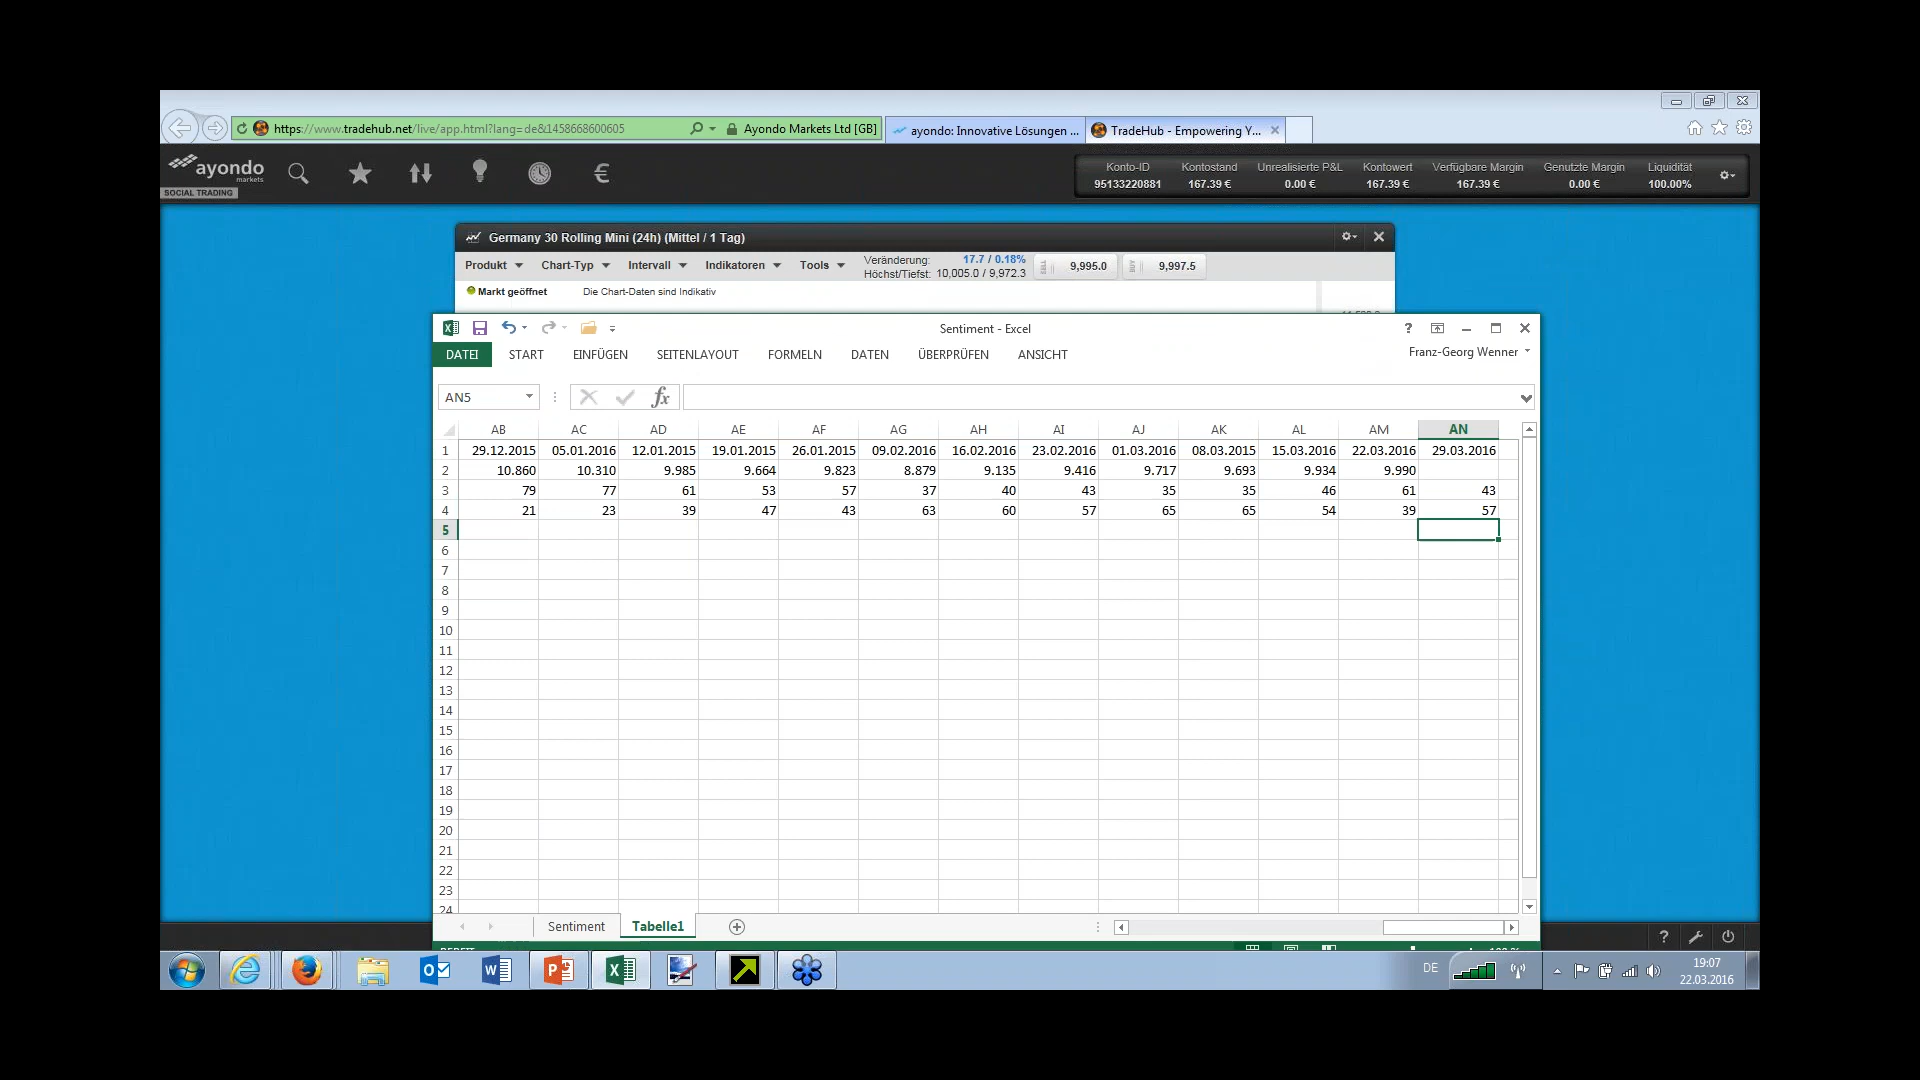 https://www.tradehub.net/live/app.html?lang=de&1458668600605 Ayondo Markets Ltd [GB] ayondo: Innovative Lösungen ... TradeHub - Empowering Y...
ayondo
markets
SOCIAL TRADING
Konto-ID Kontostand Unrealisierte P&L Kontowert Verfügbare Margin Genutzte Margin Liquidität
95133220881 167.39 € 0.00 € 167.39 € 167.39 € 0.00 € 100.00%
Germany 30 Rolling Mini (24h) (Mittel / 1 Tag)
Produkt Chart-Typ Intervall Indikatoren Tools
Veränderung: 17.7 / 0.18%
Höchst/Tiefst: 10,005.0 / 9,972.3
SELL 9,995.0 BUY 9,997.5
Markt geöffnet Die Chart-Daten sind Indikativ
Sentiment - Excel
DATEI START EINFÜGEN SEITENLAYOUT FORMELN DATEN ÜBERPRÜFEN ANSICHT Franz-Georg Wenner
AN5 fx
AB AC AD AE AF AG AH AI AJ AK AL AM AN
1 29.12.2015 05.01.2016 12.01.2015 19.01.2015 26.01.2015 09.02.2016 16.02.2016 23.02.2016 01.03.2016 08.03.2015 15.03.2016 22.03.2016 29.03.2016
2 10.860 10.310 9.985 9.664 9.823 8.879 9.135 9.416 9.717 9.693 9.934 9.990
3 79 77 61 53 57 37 40 43 35 35 46 61 43
4 21 23 39 47 43 63 60 57 65 65 54 39 57
5
6
7
8
9
10
11
12
13
14
15
16
17
18
19
20
21
22
23
24
Sentiment Tabelle1
DE
19:07
22.03.2016